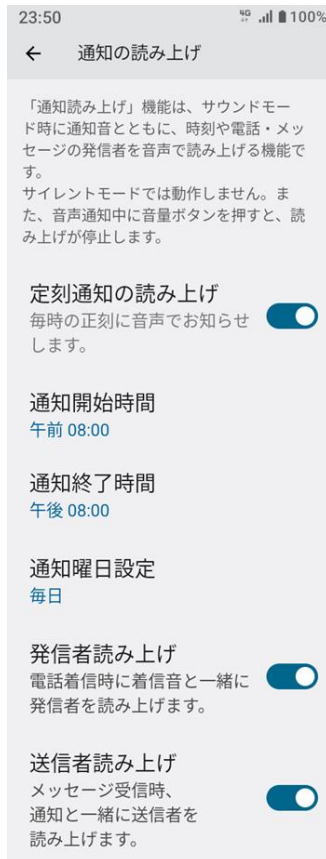 23:50 4G 100%
← 通知の読み上げ
「通知読み上げ」機能は、サウンドモー
ド時に通知音とともに、時刻や電話・メッ
セージの発信者を音声で読み上げる機能で
す。
サイレントモードでは動作しません。ま
た、音声通知中に音量ボタンを押すと、読
み上げが停止します。
定刻通知の読み上げ
毎時の正刻に音声でお知らせ
します。
通知開始時間
午前 08:00
通知終了時間
午後 08:00
通知曜日設定
毎日
発信者読み上げ
電話着信時に着信音と一緒に
発信者を読み上げます。
送信者読み上げ
メッセージ受信時、
通知と一緒に送信者を
読み上げます。